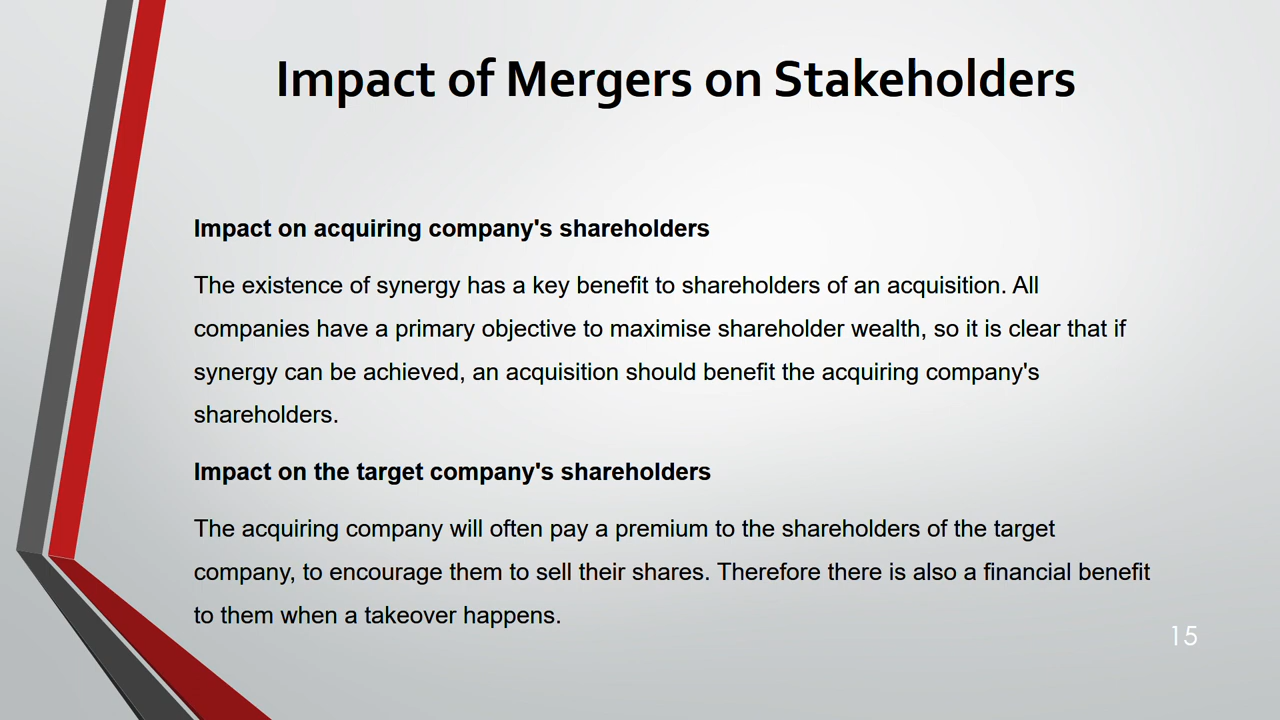 Impact of Mergers on Stakeholders
Impact on acquiring company's shareholders
The existence of synergy has a key benefit to shareholders of an acquisition. All
companies have a primary objective to maximise shareholder wealth, so it is clear that if
synergy can be achieved, an acquisition should benefit the acquiring company's
shareholders.
Impact on the target company's shareholders
The acquiring company will often pay a premium to the shareholders of the target
company, to encourage them to sell their shares. Therefore there is also a financial benefit
to them when a takeover happens.
15